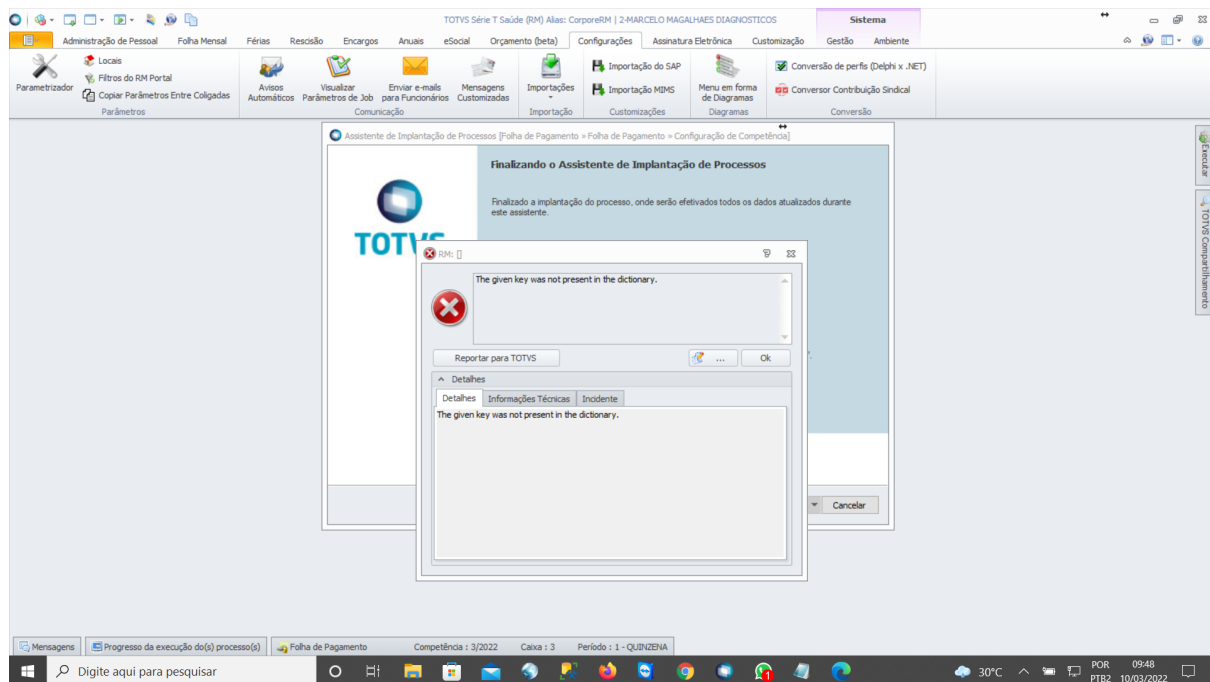 TOTVS Série T Saúde (RM) Alias: CorporeRM | 2-MARCELO MAGALHAES DIAGNOSTICOS
Sistema
Administração de Pessoal Folha Mensal Férias Rescisão Encargos Anuais eSocial Orçamento (beta) Configurações Assinatura Eletrônica Customização Gestão Ambiente
Parametrizador
Locais
Filtros do RM Portal
Copiar Parâmetros Entre Coligadas
Parâmetros
Avisos
Automáticos
Visualizar
Parâmetros de Job
Enviar e-mails
para Funcionários
Mensagens
Customizadas
Comunicação
Importações
Importação
Importação do SAP
Importação MIMS
Customizações
Menu em forma
de Diagramas
Diagramas
Conversão de perfis (Delphi x .NET)
Conversor Contribuição Sindical
Conversão
Executar
TOTVS Compartilhamento
Assistente de Implantação de Processos [Folha de Pagamento » Folha de Pagamento » Configuração de Competência]
Finalizando o Assistente de Implantação de Processos
Finalizado a implantação do processo, onde serão efetivados todos os dados atualizados durante
este assistente.
TOTVS
RM: []
The given key was not present in the dictionary.
Reportar para TOTVS
...
Ok
Detalhes
Detalhes Informações Técnicas Incidente
The given key was not present in the dictionary.
Cancelar
Mensagens Progresso da execução do(s) processo(s) Folha de Pagamento Competência : 3/2022 Caixa : 3 Período : 1 - QUINZENA
Digite aqui para pesquisar
30°C
POR
PTB2
09:48
10/03/2022